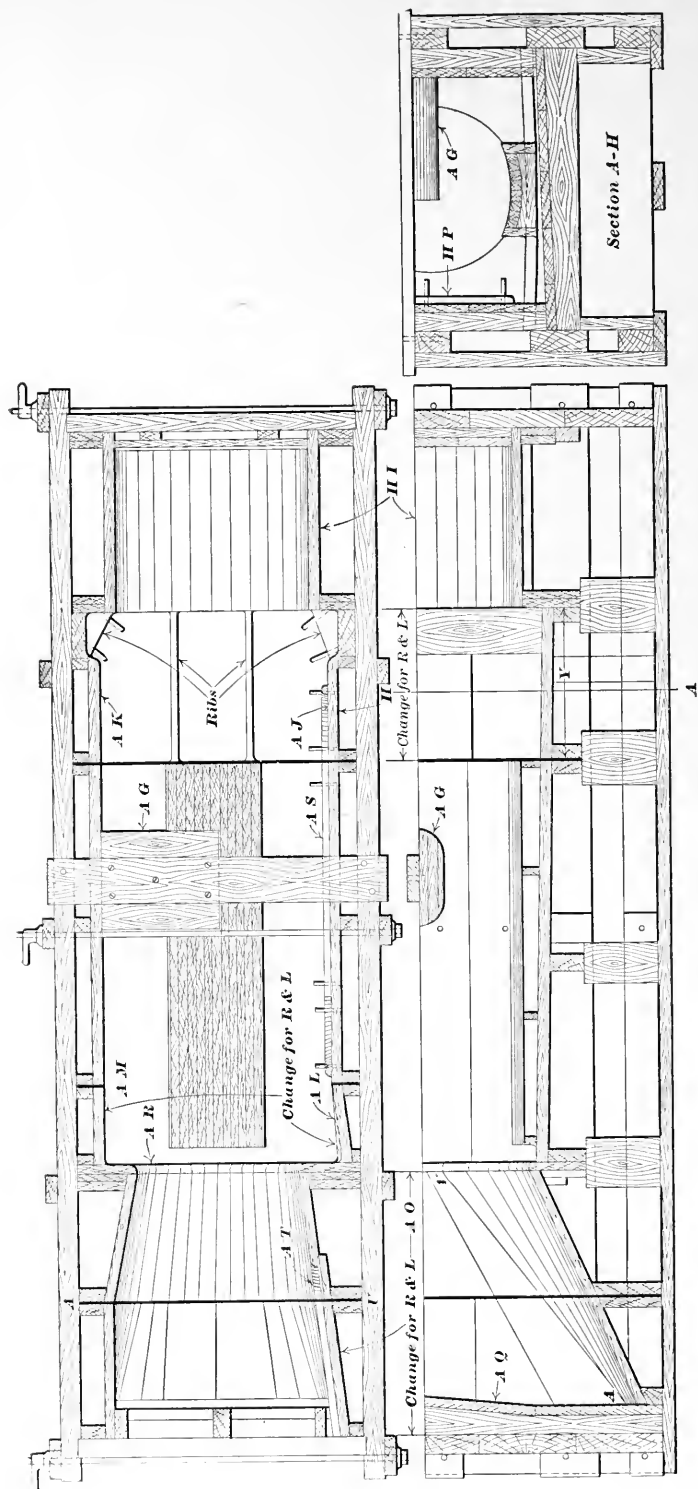 A G
H P
Section A-H
H I
A K
Ribs
A J
H
A G
A S
A M
Change for R & L
A L
A R
A T
A
U
Change for R & L
A G
Y
A
Change for R & L
A O
A Q
A